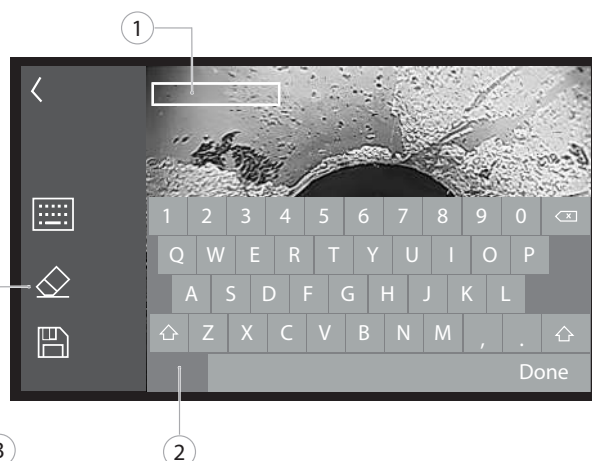 1
1 2 3 4 5 6 7 8 9 0
Q W E R T Y U I O P
A S D F G H J K L
Z X C V B N M , .
Done
3
2